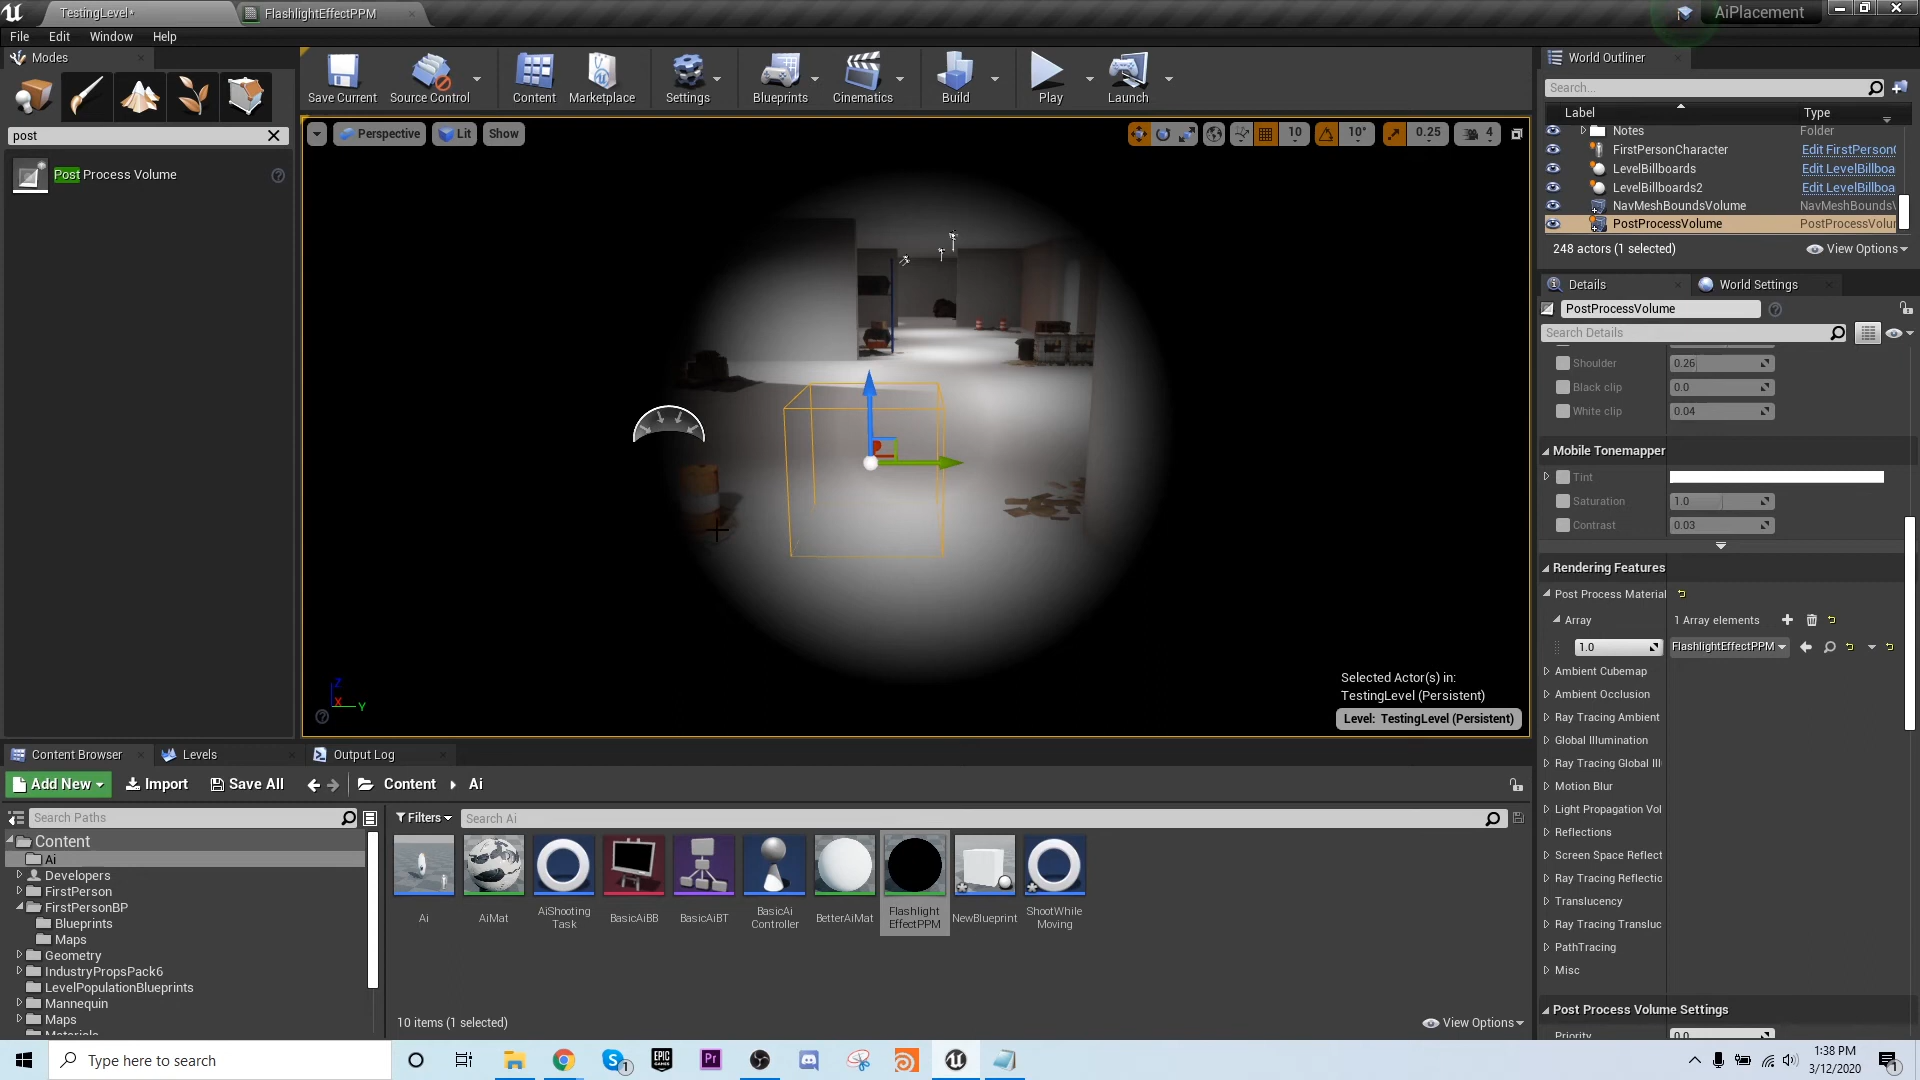 TestingLevel*
FlashlightEffectPPM
AiPlacement
File Edit Window Help
Modes
post
Post Process Volume
Save Current
Source Control
Content
Marketplace
Settings
Blueprints
Cinematics
Build
Play
Launch
Perspective
Lit
Show
10
10°
0.25
4
Z
X
Y
Selected Actor(s) in:
TestingLevel (Persistent)
Level: TestingLevel (Persistent)
World Outliner
Search...
Label Type
Notes Folder
FirstPersonCharacter Edit FirstPerson
LevelBillboards Edit LevelBillboa
LevelBillboards2 Edit LevelBillboa
NavMeshBoundsVolume NavMeshBoundsV
PostProcessVolume PostProcessVolur
248 actors (1 selected)
View Options
Details
World Settings
PostProcessVolume
Search Details
Shoulder 0.26
Black clip 0.0
White clip 0.04
Mobile Tonemapper
Tint
Saturation 1.0
Contrast 0.03
Rendering Features
Post Process Material
Array 1 Array elements
1.0 FlashlightEffectPPM
Ambient Cubemap
Ambient Occlusion
Ray Tracing Ambient
Global Illumination
Ray Tracing Global Ill
Motion Blur
Light Propagation Vol
Reflections
Screen Space Reflect
Ray Tracing Reflectio
Translucency
Ray Tracing Transluc
PathTracing
Misc
Post Process Volume Settings
Priority 0.0
Content Browser
Levels
Output Log
Add New
Import
Save All
Content
Ai
Search Paths
Filters
Search Ai
Content
Ai
Developers
FirstPerson
FirstPersonBP
Blueprints
Maps
Geometry
IndustryPropsPack6
LevelPopulationBlueprints
Mannequin
Maps
Materials
Ai
AiMat
AiShooting
Task
BasicAiBB
BasicAiBT
BasicAi
Controller
BetterAiMat
Flashlight
EffectPPM
NewBlueprint
ShootWhile
Moving
10 items (1 selected)
View Options
Type here to search
1
EPIC
GAMES
Pr
1:38 PM
3/12/2020
1